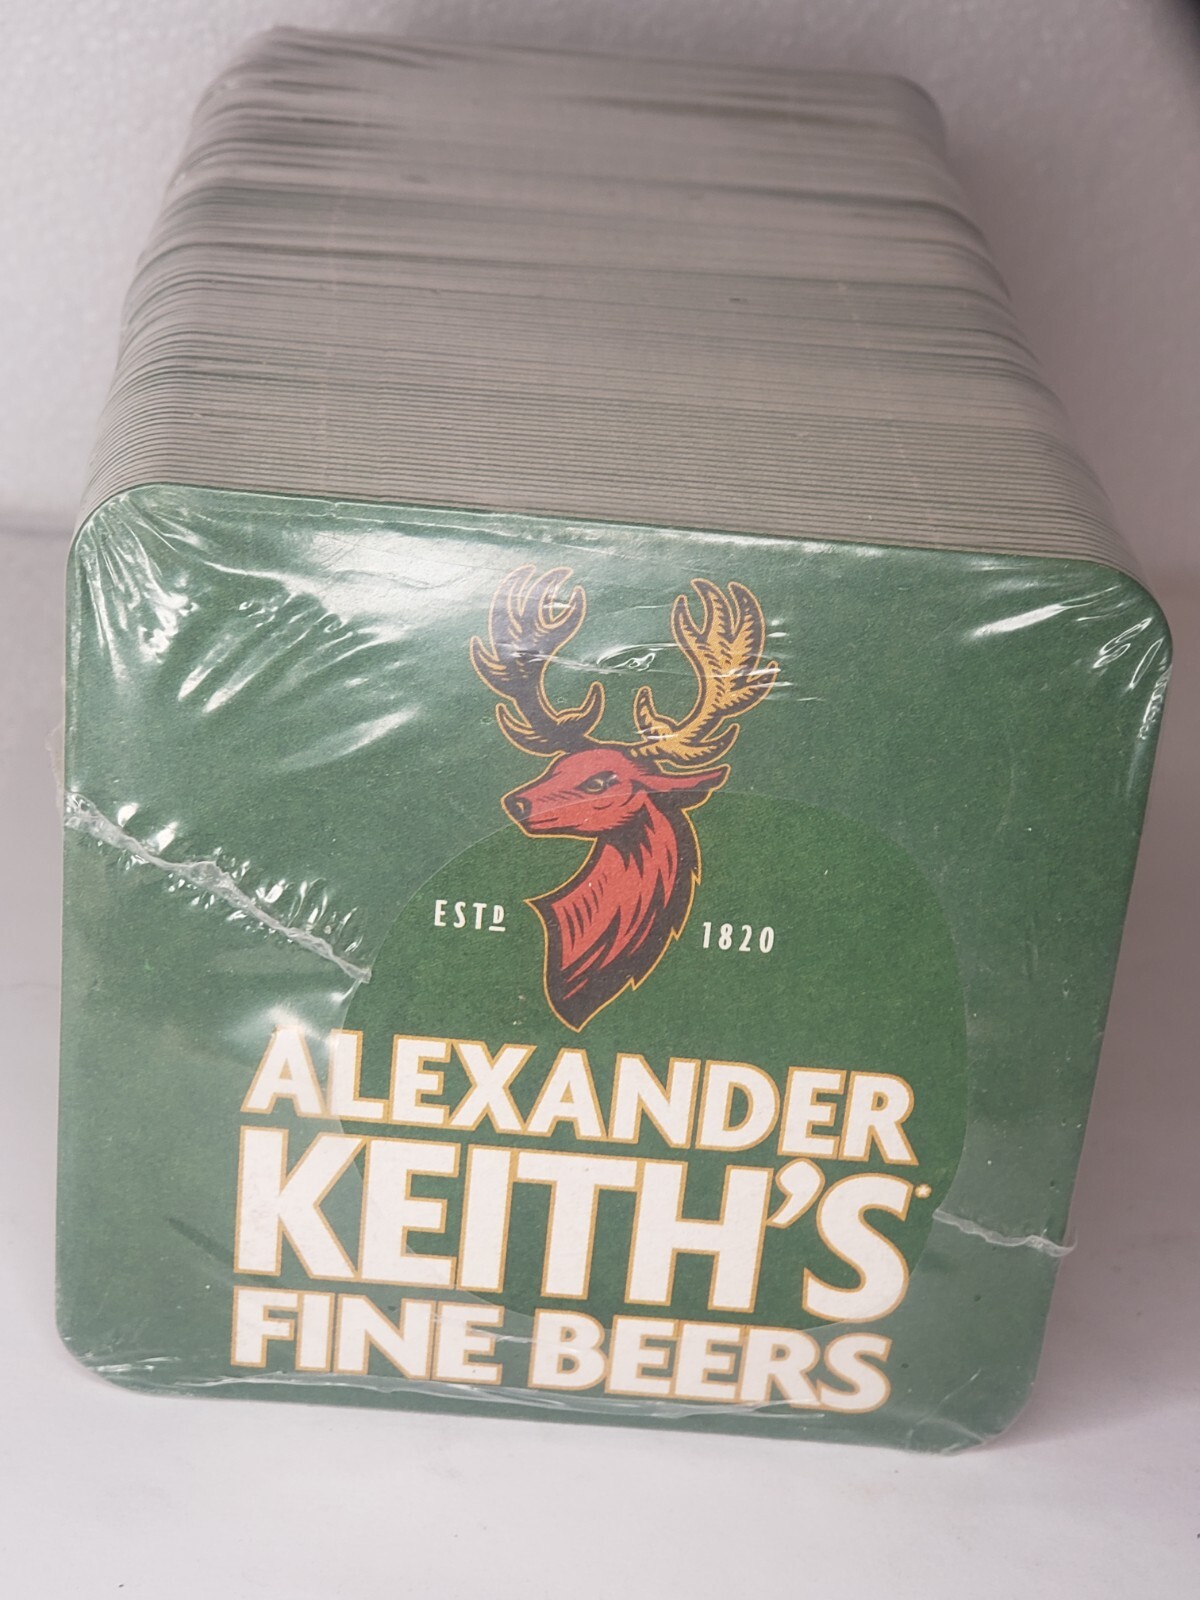 ESTD 1820
ALEXANDER
KEITH'S*
FINE BEERS